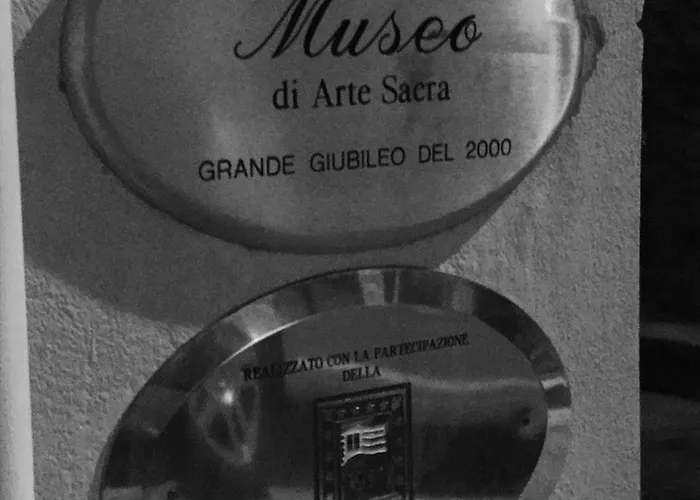 Museo
di Arte Sacra
GRANDE GIUBILEO DEL 2000
REALIZZATO CON LA PARTECIPAZIONE
DELLA